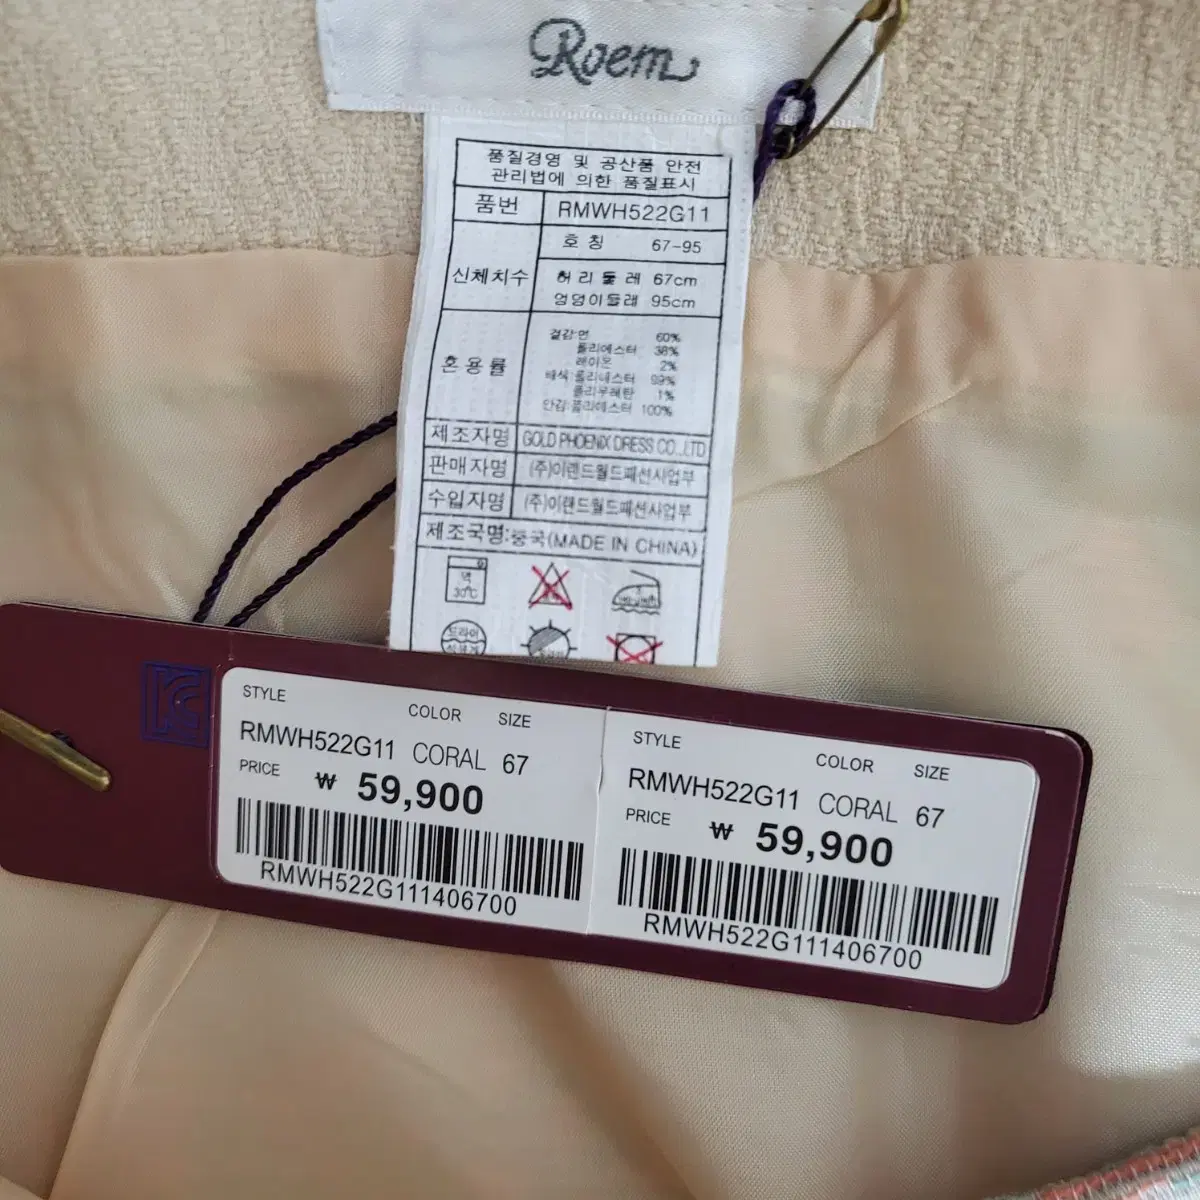 Roem
품질경영 및 공산품 안전
관리법에 의한 품질표시
품번 RMWH522G11
신체치수
호칭 67-95
허리둘레 67cm
엉덩이둘레 95cm
혼용률
겉감:면 60%
폴리에스터 38%
레이온 2%
배색:폴리에스터 99%
폴리우레탄 1%
안감:폴리에스터 100%
제조자명 GOLD PHOENIX DRESS CO.,LTD
판매자명 (주)이랜드월드패션사업부
수입자명 (주)이랜드월드패션사업부
제조국명:중국(MADE IN CHINA)
약
30℃
드라이
STYLE COLOR SIZE
RMWH522G11 CORAL 67
PRICE ₩ 59,900
RMWH522G111406700
STYLE COLOR SIZE
RMWH522G11 CORAL 67
PRICE ₩ 59,900
RMWH522G111406700